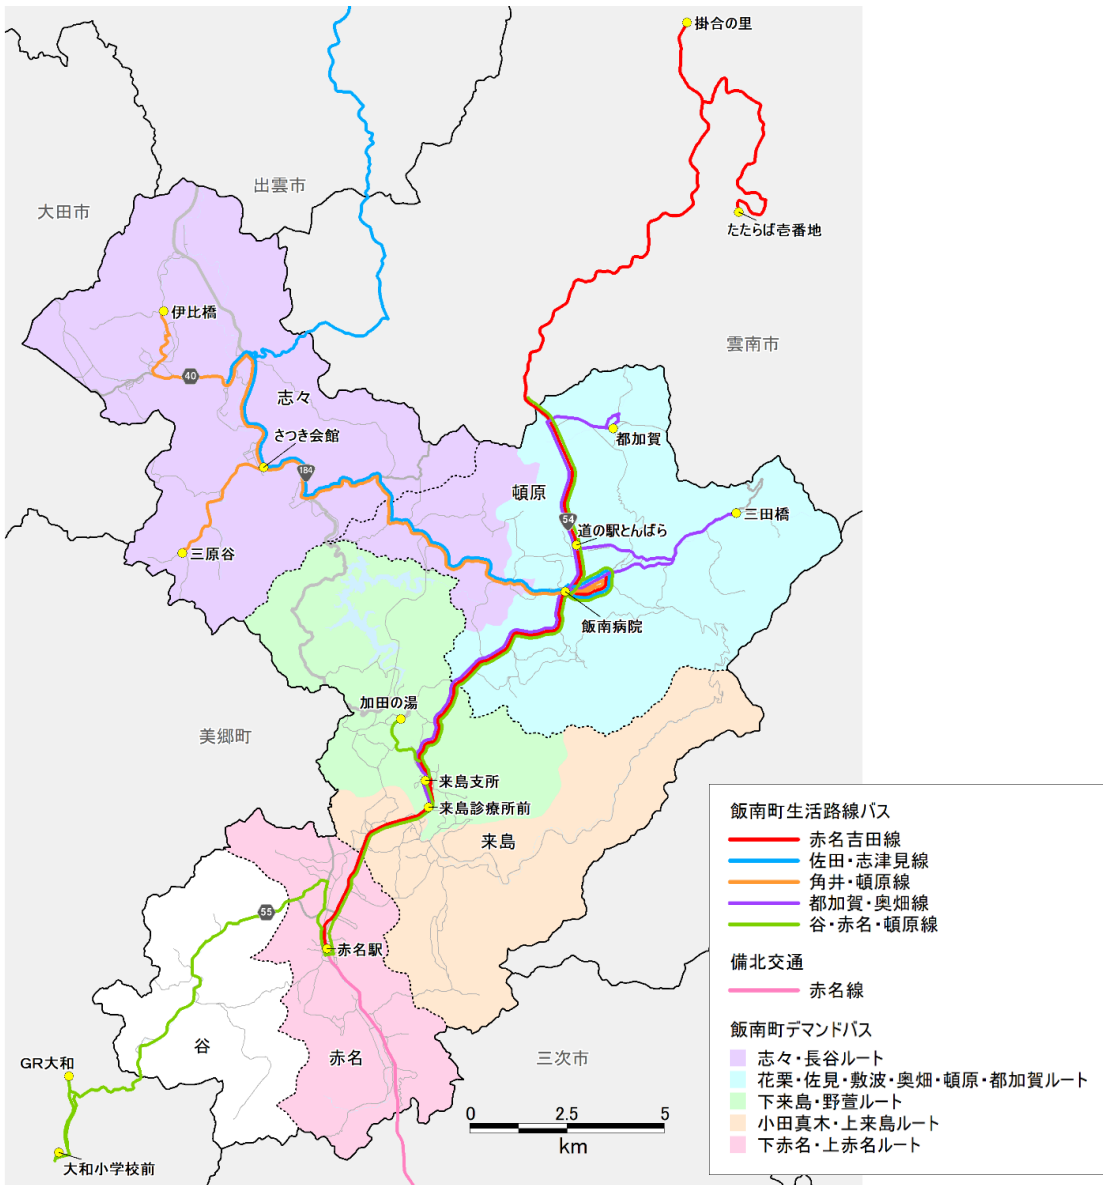 掛合の里
出雲市
大田市
たたらば壱番地
伊比橋
雲南市
40
志々
さつき会館
都加賀
184
頓原
54
三田橋
道の駅とんばら
三原谷
飯南病院
加田の湯
美郷町
来島支所
来島診療所前
来島
55
赤名駅
谷
赤名
三次市
GR大和
大和小学校前
0 2.5 5
km
飯南町生活路線バス
赤名吉田線
佐田・志津見線
角井・頓原線
都加賀・奥畑線
谷・赤名・頓原線
備北交通
赤名線
飯南町デマンドバス
志々・長谷ルート
花栗・佐見・敷波・奥畑・頓原・都加賀ルート
下来島・野萱ルート
小田真木・上来島ルート
下赤名・上赤名ルート